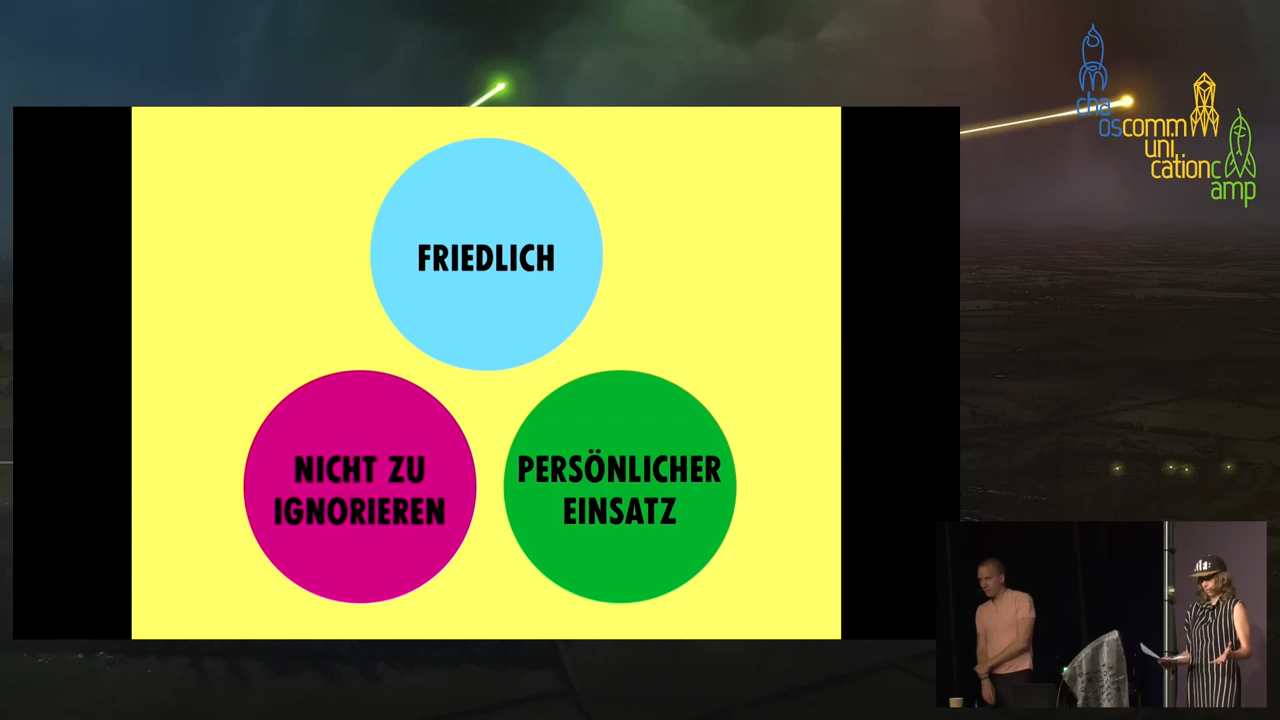 FRIEDLICH
NICHT ZU
IGNORIEREN
PERSÖNLICHER
EINSATZ
cha
oscomm
uni
cationc
amp